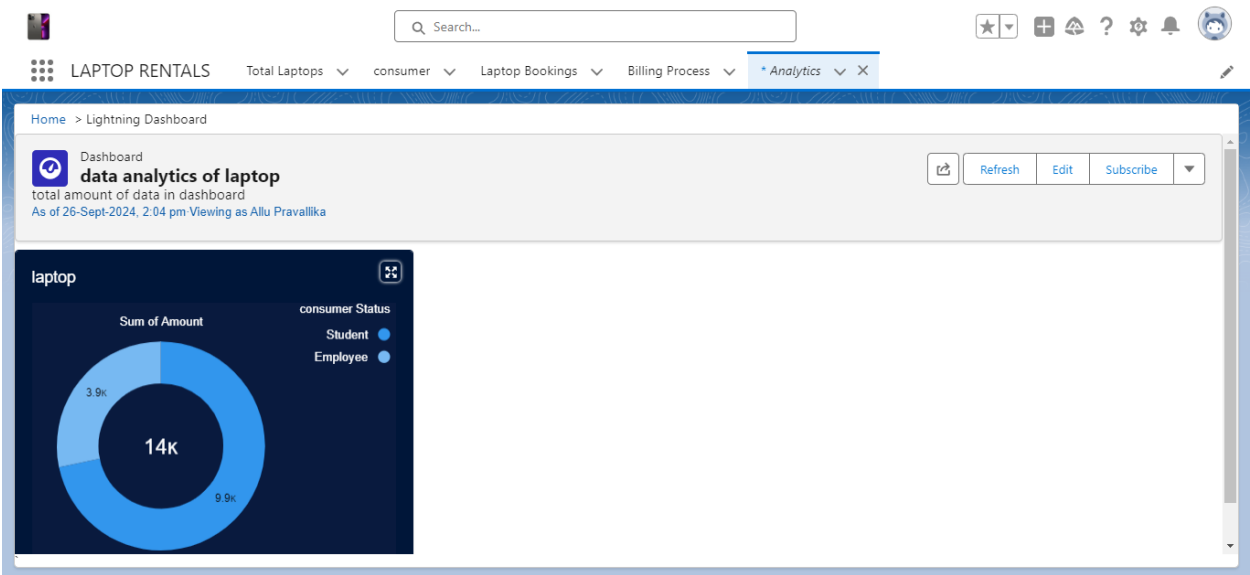 Search...
LAPTOP RENTALS Total Laptops consumer Laptop Bookings Billing Process * Analytics
Home > Lightning Dashboard
Dashboard
data analytics of laptop
total amount of data in dashboard
As of 26-Sept-2024, 2:04 pm·Viewing as Allu Pravallika
Refresh Edit Subscribe
laptop
consumer Status
Sum of Amount
Student
Employee
3.9K
14K
9.9K